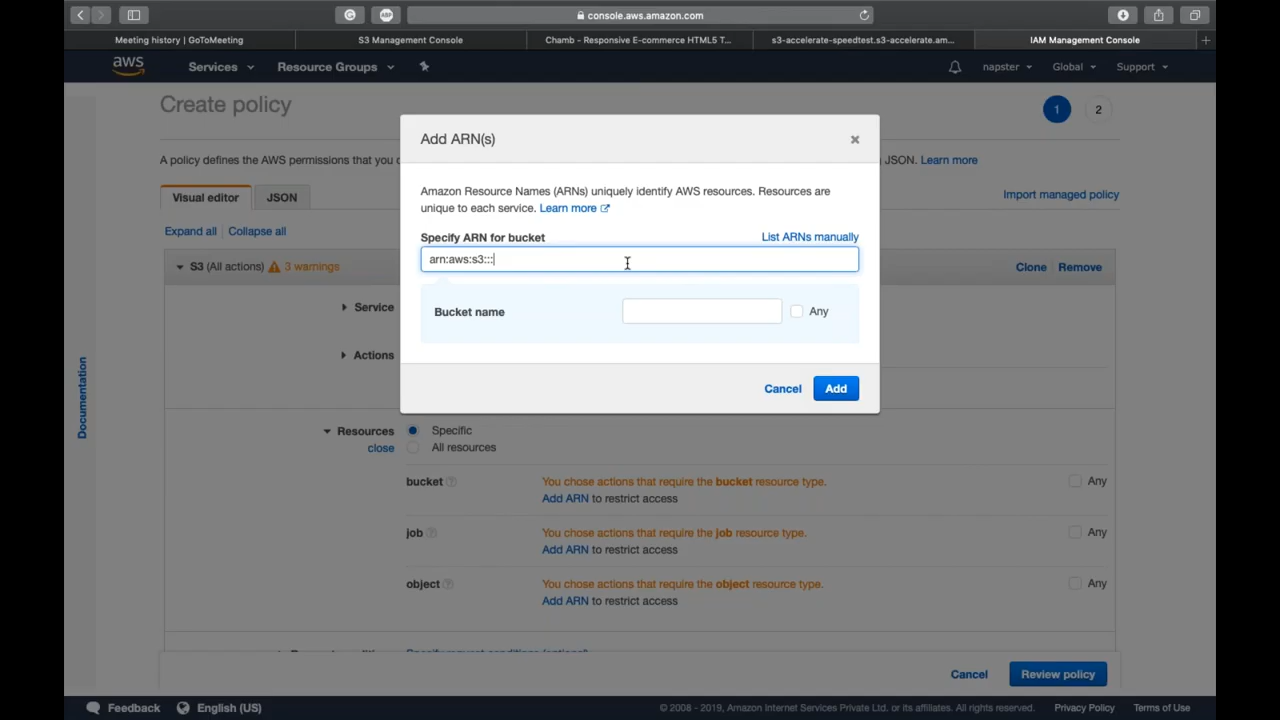 console.aws.amazon.com
Meeting history | GoToMeeting
S3 Management Console
Chamb - Responsive E-commerce HTML5 T...
s3-accelerate-speedtest.s3-accelerate.am...
IAM Management Console
aws
Services
Resource Groups
napster
Global
Support
Create policy
1
2
A policy defines the AWS permissions that you c
JSON. Learn more
Visual editor
JSON
Import managed policy
Expand all
Collapse all
S3 (All actions)
3 warnings
Clone
Remove
Service
Actions
Documentation
Add ARN(s)
Amazon Resource Names (ARNs) uniquely identify AWS resources. Resources are
unique to each service. Learn more
Specify ARN for bucket
List ARNs manually
arn:aws:s3:::
Bucket name
Any
Cancel
Add
Resources
close
Specific
All resources
bucket
You chose actions that require the bucket resource type.
Any
Add ARN to restrict access
job
You chose actions that require the job resource type.
Any
Add ARN to restrict access
object
You chose actions that require the object resource type.
Any
Add ARN to restrict access
Cancel
Review policy
Feedback
English (US)
© 2008 - 2019, Amazon Internet Services Private Ltd. or its affiliates. All rights reserved.
Privacy Policy
Terms of Use